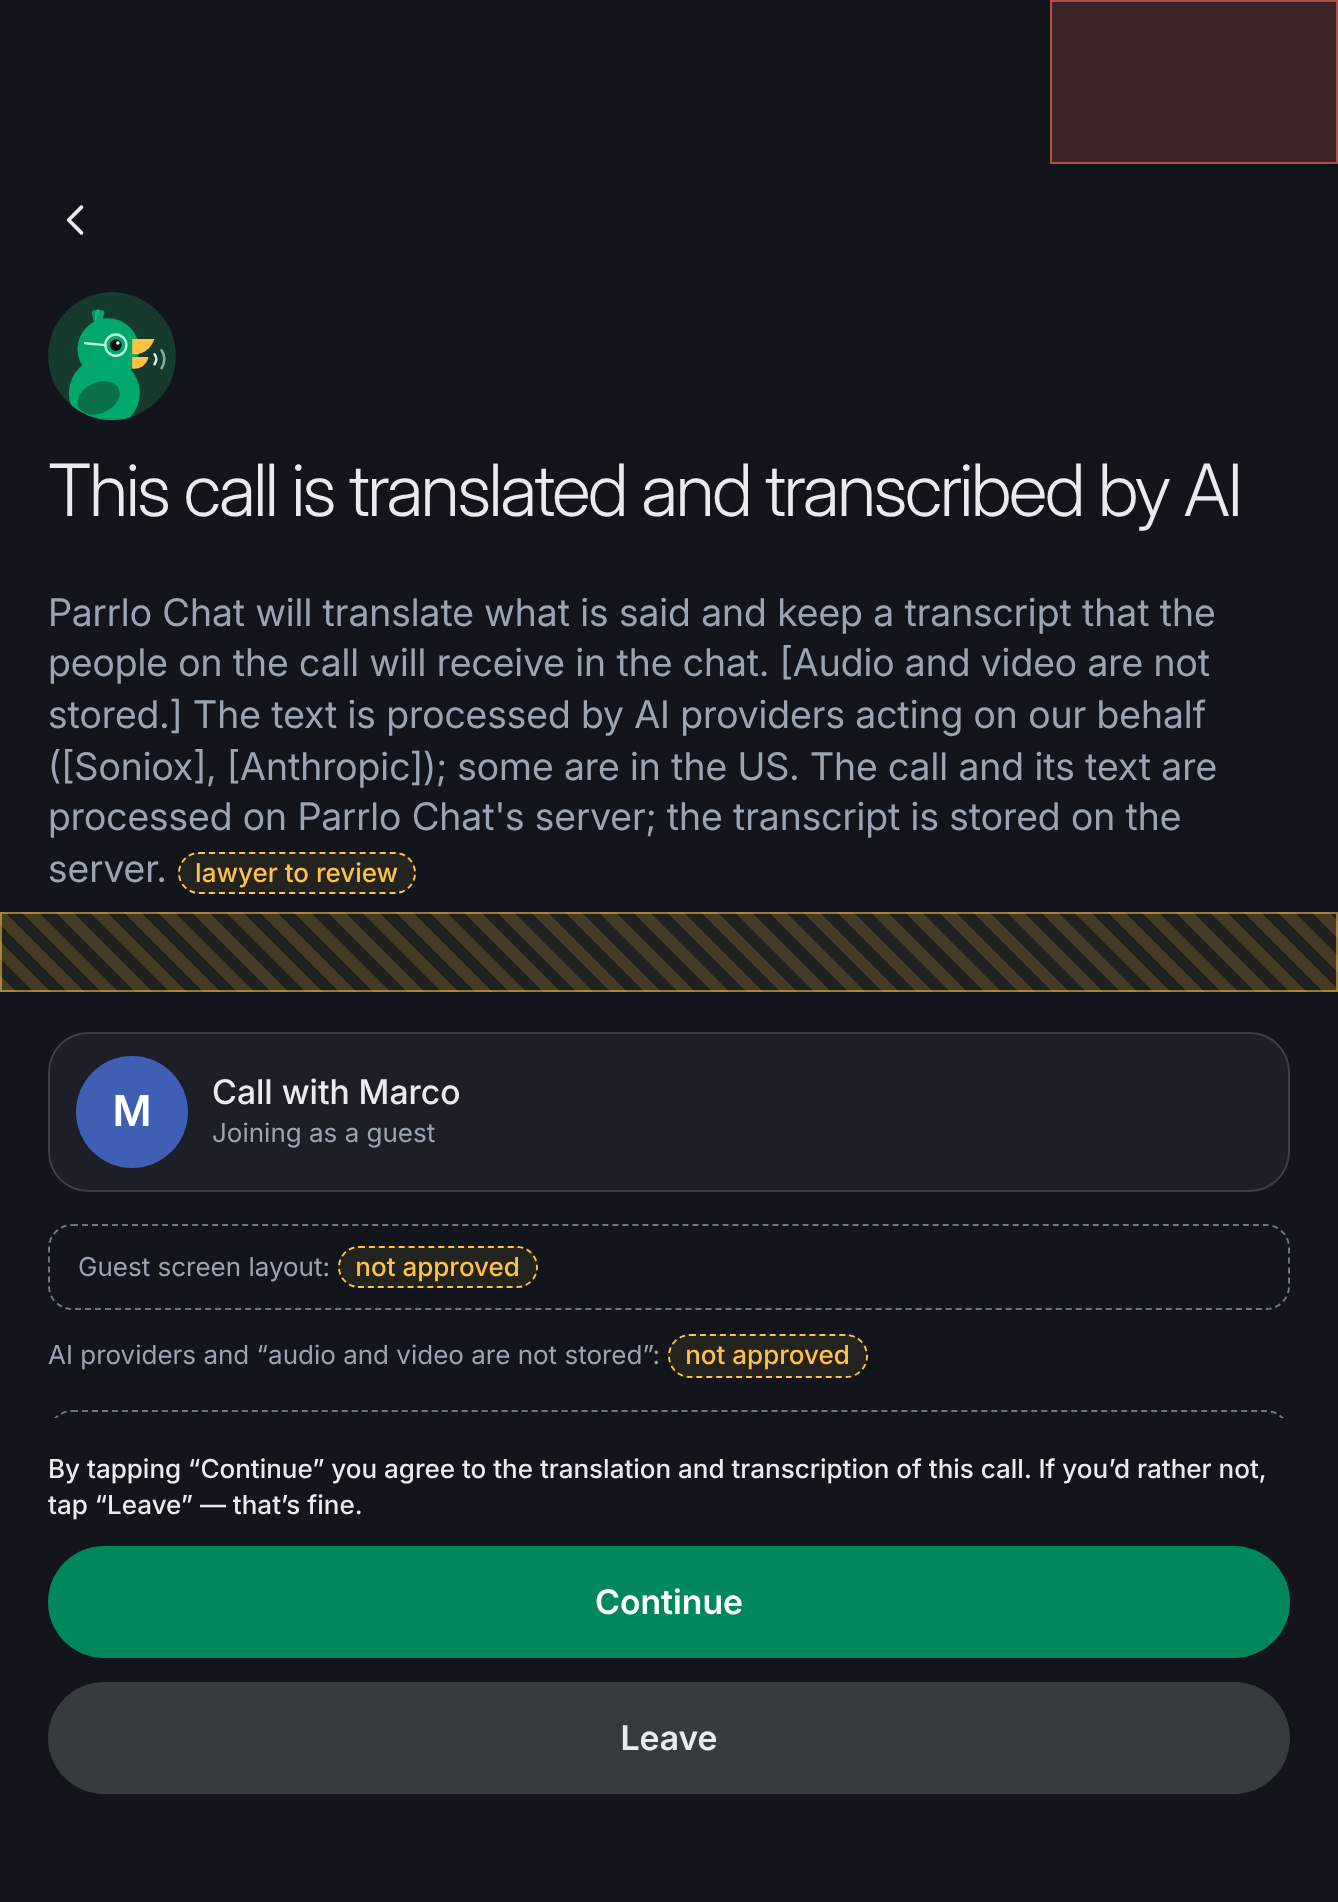 This call is translated and transcribed by AI
Parrlo Chat will translate what is said and keep a transcript that the
people on the call will receive in the chat. [Audio and video are not
stored.] The text is processed by AI providers acting on our behalf
([Soniox], [Anthropic]); some are in the US. The call and its text are
processed on Parrlo Chat's server; the transcript is stored on the
server. lawyer to review
M
Call with Marco
Joining as a guest
Guest screen layout: not approved
AI providers and “audio and video are not stored”: not approved
By tapping “Continue” you agree to the translation and transcription of this call. If you’d rather not,
tap “Leave” — that’s fine.
Continue
Leave